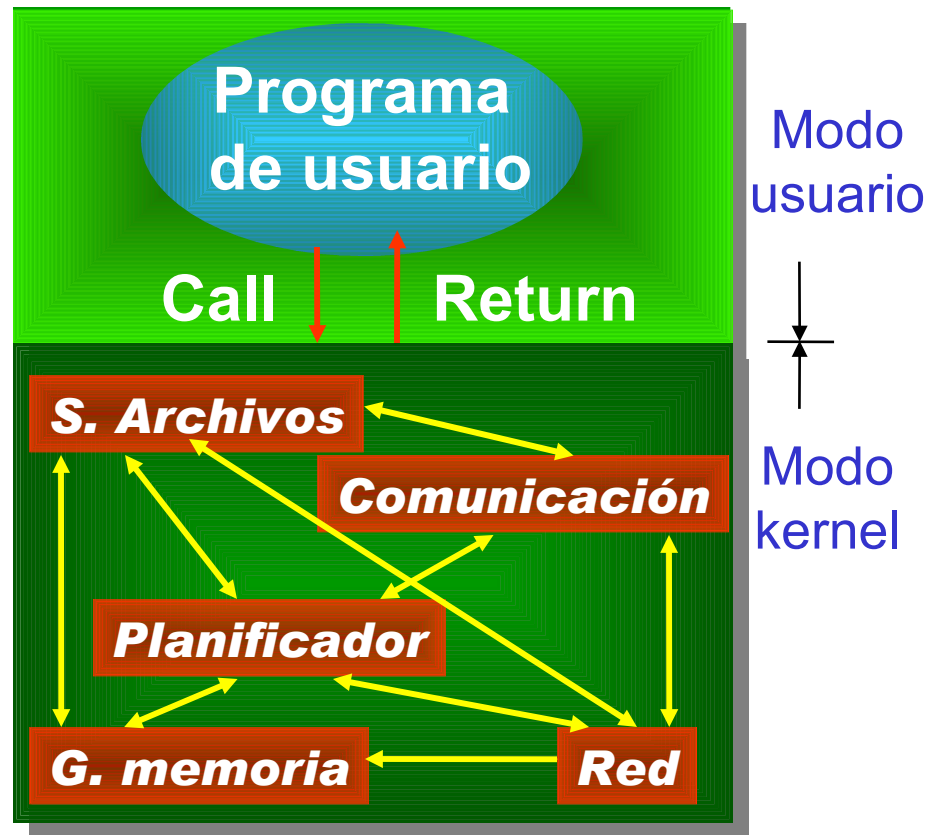 Programa
de usuario
Modo
usuario
Call
Return
S. Archivos
Comunicación
Modo
kernel
Planificador
G. memoria
Red